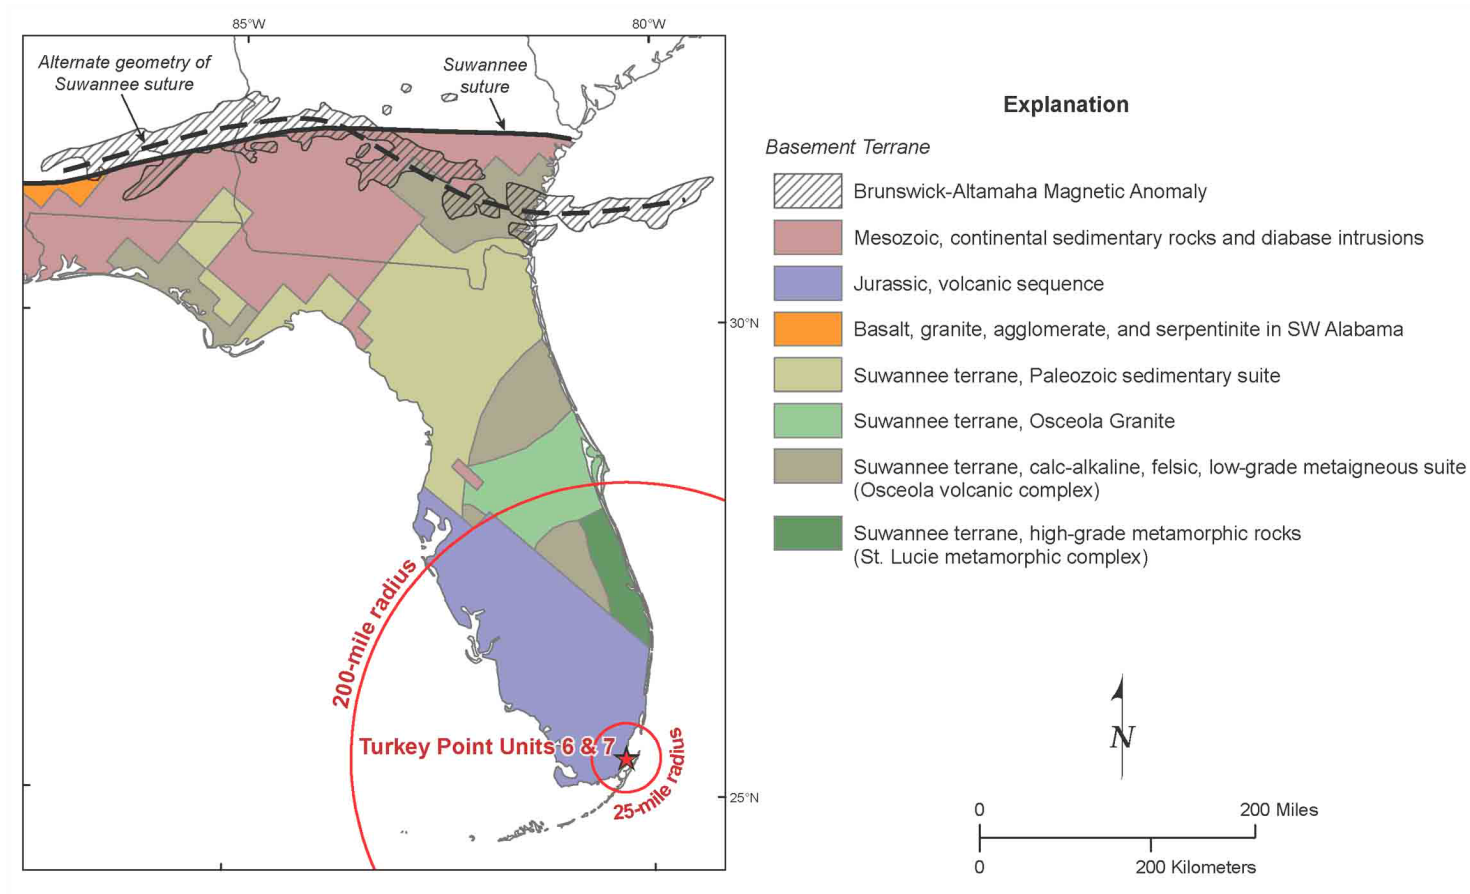 85°W
80°W
Alternate geometry of
Suwannee suture
Suwannee
suture
30°N
25°N
200-mile radius
Turkey Point Units 6 & 7
25-mile radius
Explanation
Basement Terrane
Brunswick-Altamaha Magnetic Anomaly
Mesozoic, continental sedimentary rocks and diabase intrusions
Jurassic, volcanic sequence
Basalt, granite, agglomerate, and serpentinite in SW Alabama
Suwannee terrane, Paleozoic sedimentary suite
Suwannee terrane, Osceola Granite
Suwannee terrane, calc-alkaline, felsic, low-grade metaigneous suite
(Osceola volcanic complex)
Suwannee terrane, high-grade metamorphic rocks
(St. Lucie metamorphic complex)
N
0
200 Miles
0
200 Kilometers